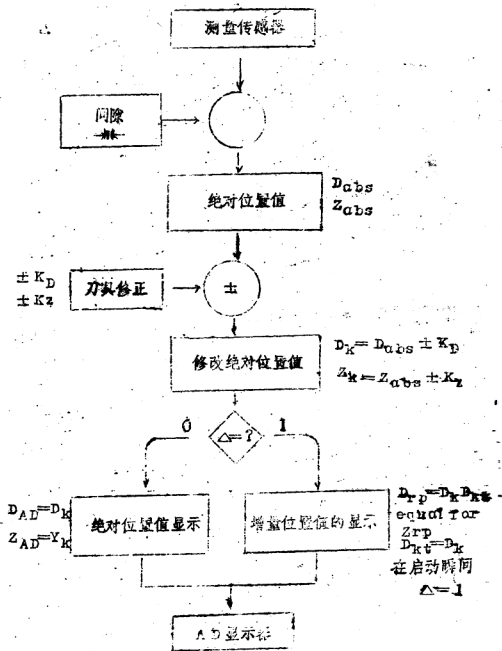 测量传感器
间隙
绝对位置值
Dabs
Zabs
± KD
± Kz
刀具修正
±
修改绝对位置值
Dk=Dabs ± KD
Zk=Zabs ± Kz
0
△=?
1
DAD=Dk
ZAD=Yk
绝对位置值显示
增量位置值的显示
Drp=Dk Dkt
equal for
Zrp
Dkt=Dk
在启动瞬间
△=1
AD显示器